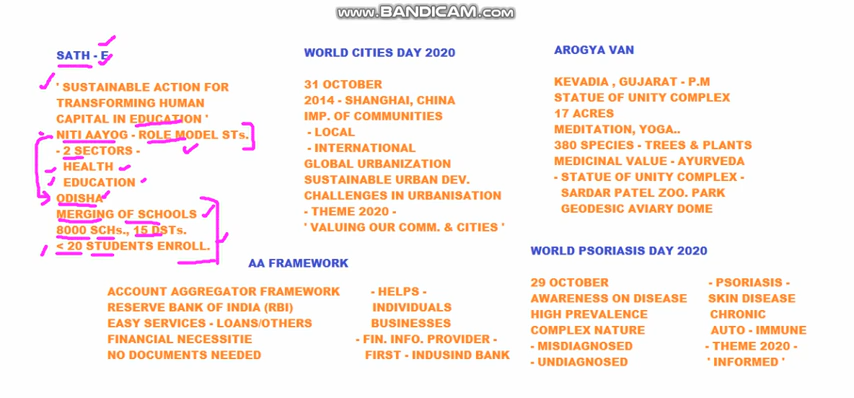 www.BANDICAM.com
SATH - E
' SUSTAINABLE ACTION FOR
TRANSFORMING HUMAN
CAPITAL IN EDUCATION '
NITI AAYOG - ROLE MODEL STs.
- 2 SECTORS -
HEALTH
EDUCATION
ODISHA
MERGING OF SCHOOLS
8000 SCHs., 15 DSTs.
< 20 STUDENTS ENROLL.
WORLD CITIES DAY 2020
31 OCTOBER
2014 - SHANGHAI, CHINA
IMP. OF COMMUNITIES
- LOCAL
- INTERNATIONAL
GLOBAL URBANIZATION
SUSTAINABLE URBAN DEV.
CHALLENGES IN URBANISATION
- THEME 2020 -
' VALUING OUR COMM. & CITIES '
AROGYA VAN
KEVADIA , GUJARAT - P.M
STATUE OF UNITY COMPLEX
17 ACRES
MEDITATION, YOGA..
380 SPECIES - TREES & PLANTS
MEDICINAL VALUE - AYURVEDA
- STATUE OF UNITY COMPLEX -
SARDAR PATEL ZOO. PARK
GEODESIC AVIARY DOME
AA FRAMEWORK
ACCOUNT AGGREGATOR FRAMEWORK
RESERVE BANK OF INDIA (RBI)
EASY SERVICES - LOANS/OTHERS
FINANCIAL NECESSITIE
NO DOCUMENTS NEEDED
- HELPS -
INDIVIDUALS
BUSINESSES
- FIN. INFO. PROVIDER -
FIRST - INDUSIND BANK
WORLD PSORIASIS DAY 2020
29 OCTOBER
AWARENESS ON DISEASE
HIGH PREVALENCE
COMPLEX NATURE
- MISDIAGNOSED
- UNDIAGNOSED
- PSORIASIS -
SKIN DISEASE
CHRONIC
AUTO - IMMUNE
- THEME 2020 -
' INFORMED '